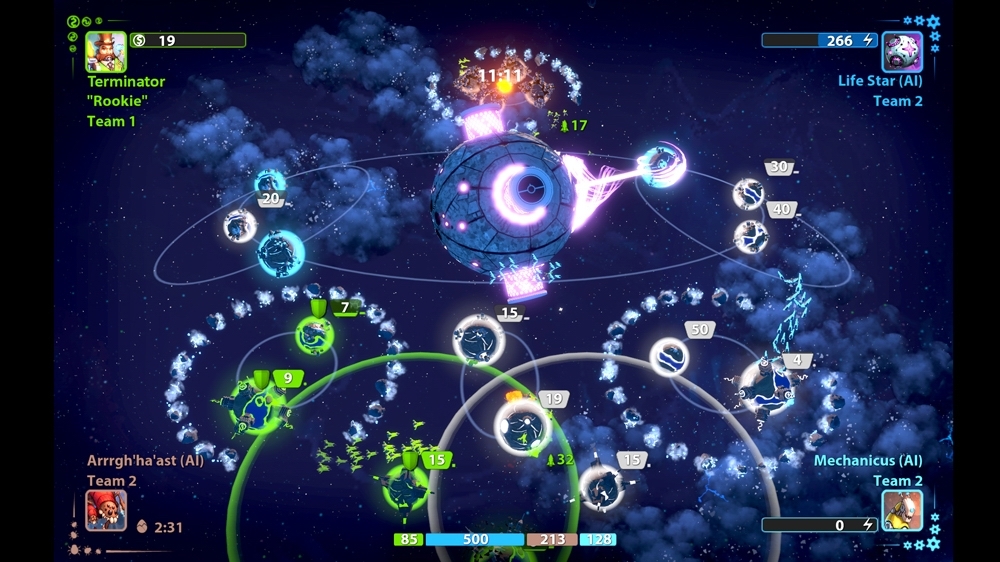 19
Terminator
"Rookie"
Team 1
266
Life Star (AI)
Team 2
11:11
17
30
40
20
7
15
50
9
4
19
15
32
15
Arrrgh'ha'ast (AI)
Team 2
2:31
Mechanicus (AI)
Team 2
0
85 500 213 128